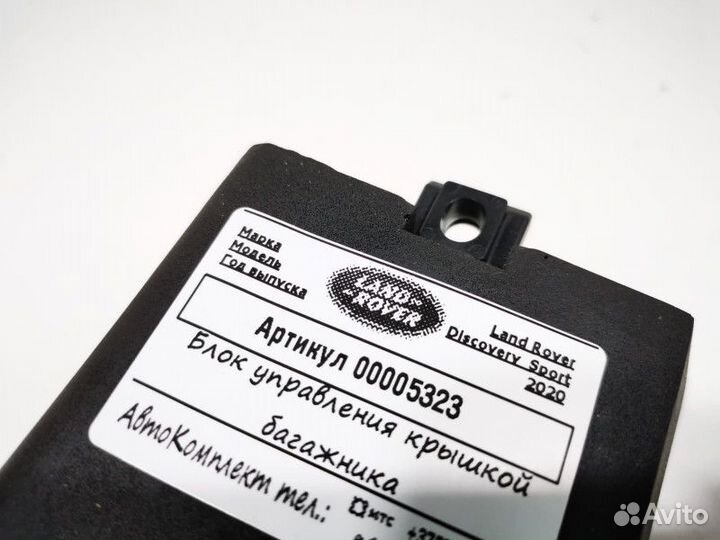 Марка
Модель
Год выпуска
LAND
ROVER
Land Rover
Discovery Sport
2020
Артикул 00005323
Блок управления крышкой
багажника
АвтоКомплект тел.:
мтс
Avito